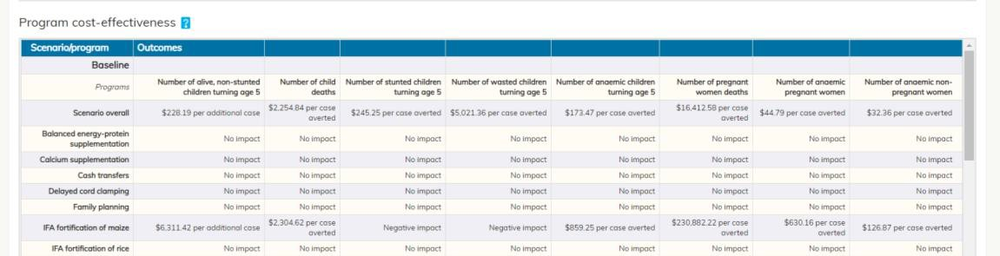 Program cost-effectiveness ?
Scenario/program Outcomes
Baseline
Programs Number of alive, non-stunted children turning age 5 Number of child deaths Number of stunted children turning age 5 Number of wasted children turning age 5 Number of anaemic children turning age 5 Number of pregnant women deaths Number of anaemic pregnant women Number of anaemic non-pregnant women
Scenario overall $228.19 per additional case $2,254.84 per case averted $245.25 per case averted $5,021.36 per case averted $173.47 per case averted $16,412.58 per case averted $44.79 per case averted $32.36 per case averted
Balanced energy-protein supplementation No impact No impact No impact No impact No impact No impact No impact No impact
Calcium supplementation No impact No impact No impact No impact No impact No impact No impact No impact
Cash transfers No impact No impact No impact No impact No impact No impact No impact No impact
Delayed cord clamping No impact No impact No impact No impact No impact No impact No impact No impact
Family planning No impact No impact No impact No impact No impact No impact No impact No impact
IFA fortification of maize $6,311.42 per additional case $2,304.62 per case averted Negative impact Negative impact $859.25 per case averted $230,882.22 per case averted $630.16 per case averted $126.87 per case averted
IFA fortification of rice No impact No impact No impact No impact No impact No impact No impact No impact